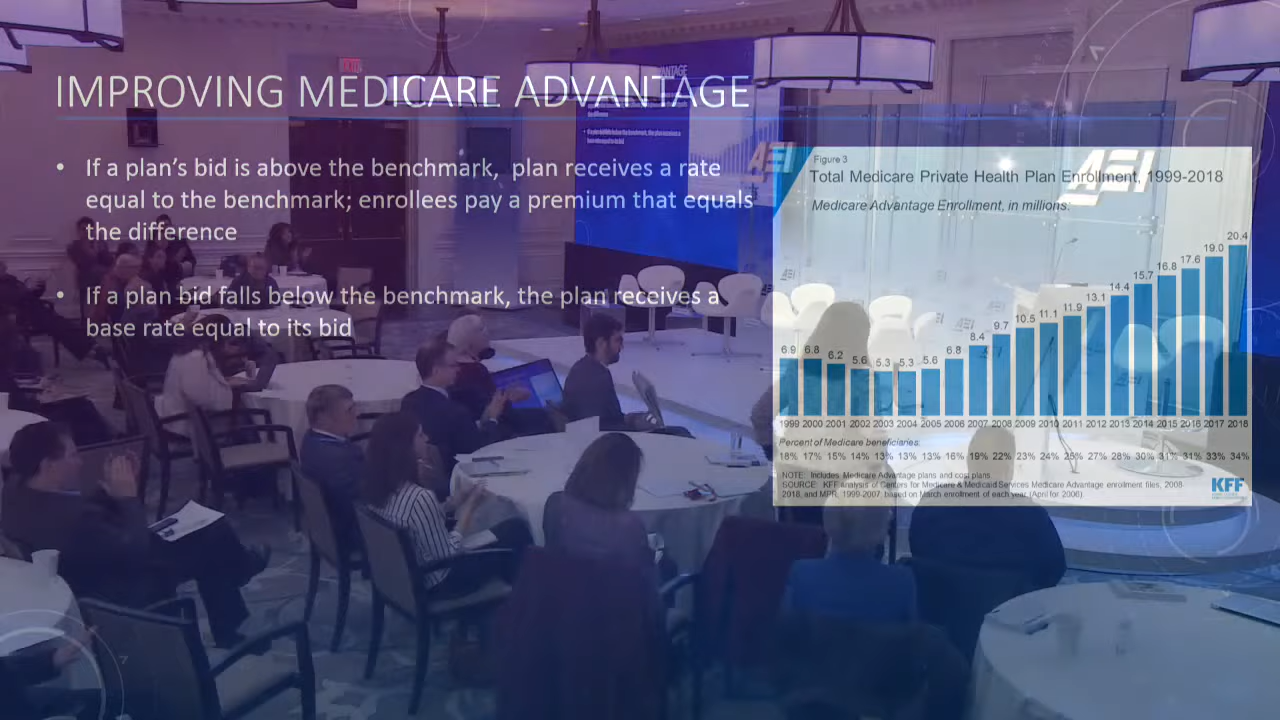 IMPROVING MEDICARE ADVANTAGE
• If a plan's bid is above the benchmark, plan receives a rate
equal to the benchmark; enrollees pay a premium that equals
the difference
• If a plan bid falls below the benchmark, the plan receives a
base rate equal to its bid
EXIT
AEI
AEI
Figure 3
Total Medicare Private Health Plan Enrollment, 1999-2018
Medicare Advantage Enrollment, in millions:
6.9 6.8 6.2 5.6 5.3 5.3 5.6 6.8 8.4 9.7 10.5 11.1 11.9 13.1 14.4 15.7 16.8 17.6 19.0 20.4
1999 2000 2001 2002 2003 2004 2005 2006 2007 2008 2009 2010 2011 2012 2013 2014 2015 2016 2017 2018
Percent of Medicare beneficiaries:
18% 17% 15% 14% 13% 13% 13% 16% 19% 22% 23% 24% 25% 27% 28% 30% 31% 31% 33% 34%
NOTE: Includes Medicare Advantage plans and cost plans.
SOURCE: KFF analysis of Centers for Medicare & Medicaid Services Medicare Advantage enrollment files, 2008-
2018, and MPR, 1999-2007; based on March enrollment of each year (April for 2006).
KFF